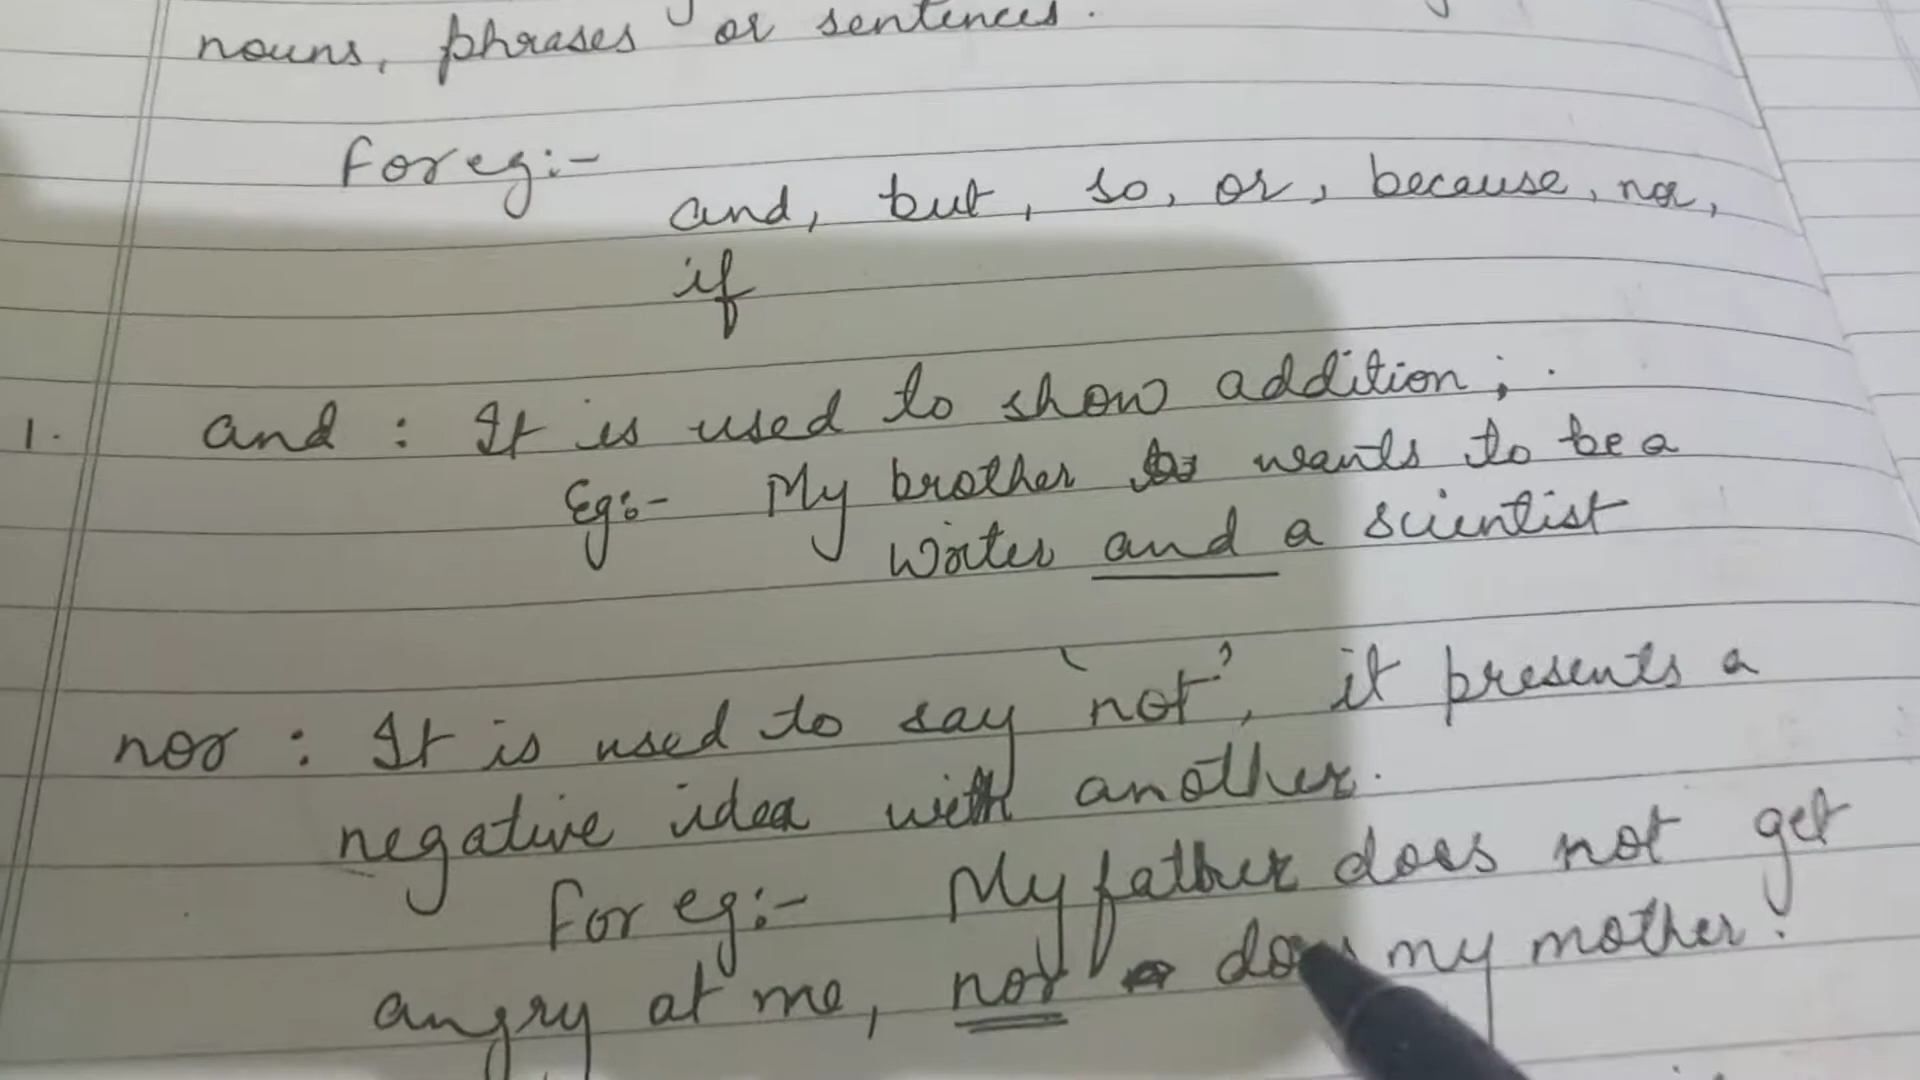 nouns, phrases or sentences.
For eg:-
and, but, so, or, because, nor,
if
1. and : It is used to show addition;
Eg:- My brother wants to be a
writer and a scientist
nor : It is used to say 'not', it presents a
negative idea with another.
For eg:- My father does not get
angry at me, nor does my mother.